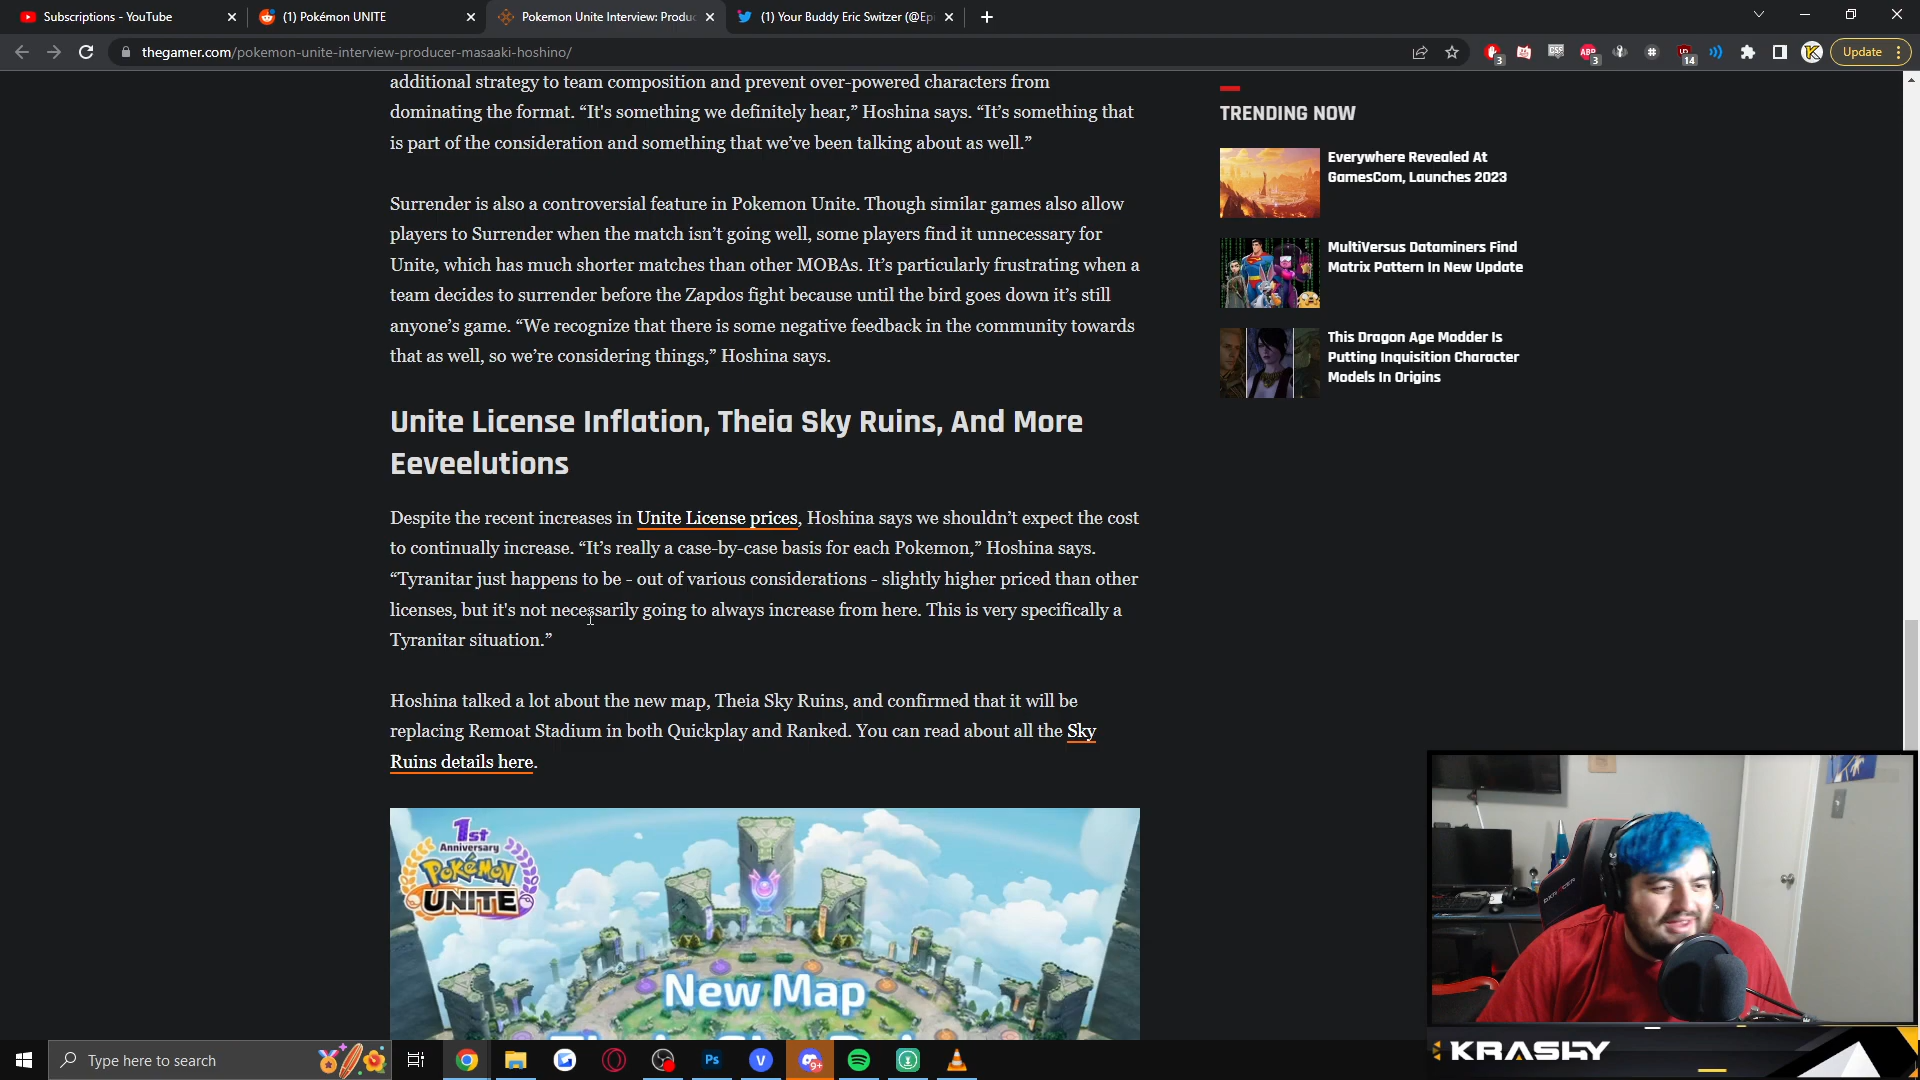 Subscriptions - YouTube
(1) Pokémon UNITE
Pokemon Unite Interview: Produ
(1) Your Buddy Eric Switzer (@Epi
thegamer.com/pokemon-unite-interview-producer-masaaki-hoshino/
Update
additional strategy to team composition and prevent over-powered characters from
dominating the format. “It's something we definitely hear,” Hoshina says. “It’s something that
is part of the consideration and something that we’ve been talking about as well.”
Surrender is also a controversial feature in Pokemon Unite. Though similar games also allow
players to Surrender when the match isn’t going well, some players find it unnecessary for
Unite, which has much shorter matches than other MOBAs. It’s particularly frustrating when a
team decides to surrender before the Zapdos fight because until the bird goes down it’s still
anyone’s game. “We recognize that there is some negative feedback in the community towards
that as well, so we’re considering things,” Hoshina says.
Unite License Inflation, Theia Sky Ruins, And More
Eeveelutions
Despite the recent increases in Unite License prices, Hoshina says we shouldn’t expect the cost
to continually increase. “It’s really a case-by-case basis for each Pokemon,” Hoshina says.
“Tyranitar just happens to be - out of various considerations - slightly higher priced than other
licenses, but it's not necessarily going to always increase from here. This is very specifically a
Tyranitar situation.”
Hoshina talked a lot about the new map, Theia Sky Ruins, and confirmed that it will be
replacing Remoat Stadium in both Quickplay and Ranked. You can read about all the Sky
Ruins details here.
1st
Anniversary
Pokémon
UNITE
New Map
TRENDING NOW
Everywhere Revealed At
GamesCom, Launches 2023
MultiVersus Dataminers Find
Matrix Pattern In New Update
This Dragon Age Modder Is
Putting Inquisition Character
Models In Origins
KRASHY
Type here to search